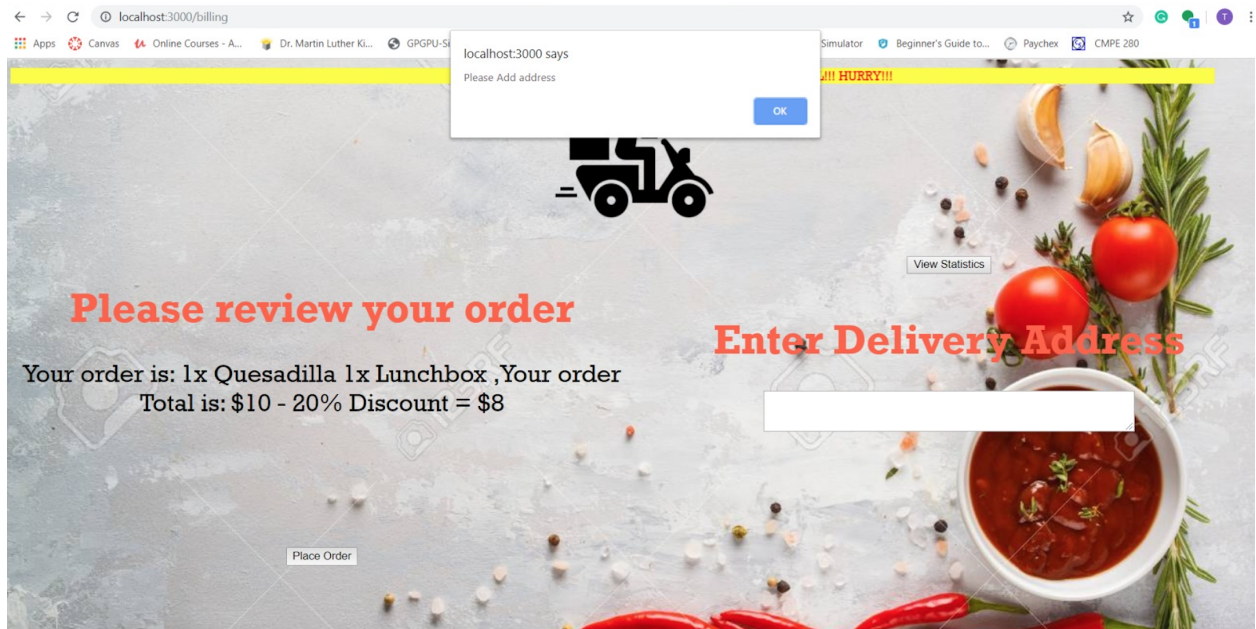 localhost:3000/billing
T
1
Apps Canvas Online Courses - A... Dr. Martin Luther Ki... GPGPU-Si Simulator Beginner's Guide to... Paychex CMPE 280
localhost:3000 says
Please Add address
OK
!!! HURRY!!!
View Statistics
Please review your order
Enter Delivery Address
Your order is: 1x Quesadilla 1x Lunchbox ,Your order
Total is: $10 - 20% Discount = $8
Place Order